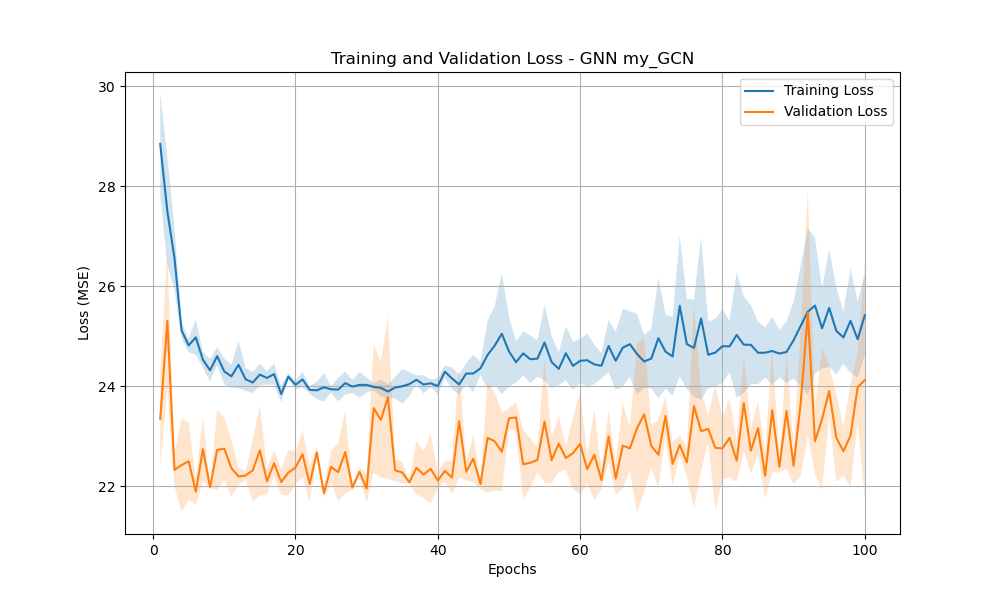 Training and Validation Loss - GNN my_GCN
Training Loss
Validation Loss
30
28
26
24
22
Loss (MSE)
0 20 40 60 80 100
Epochs